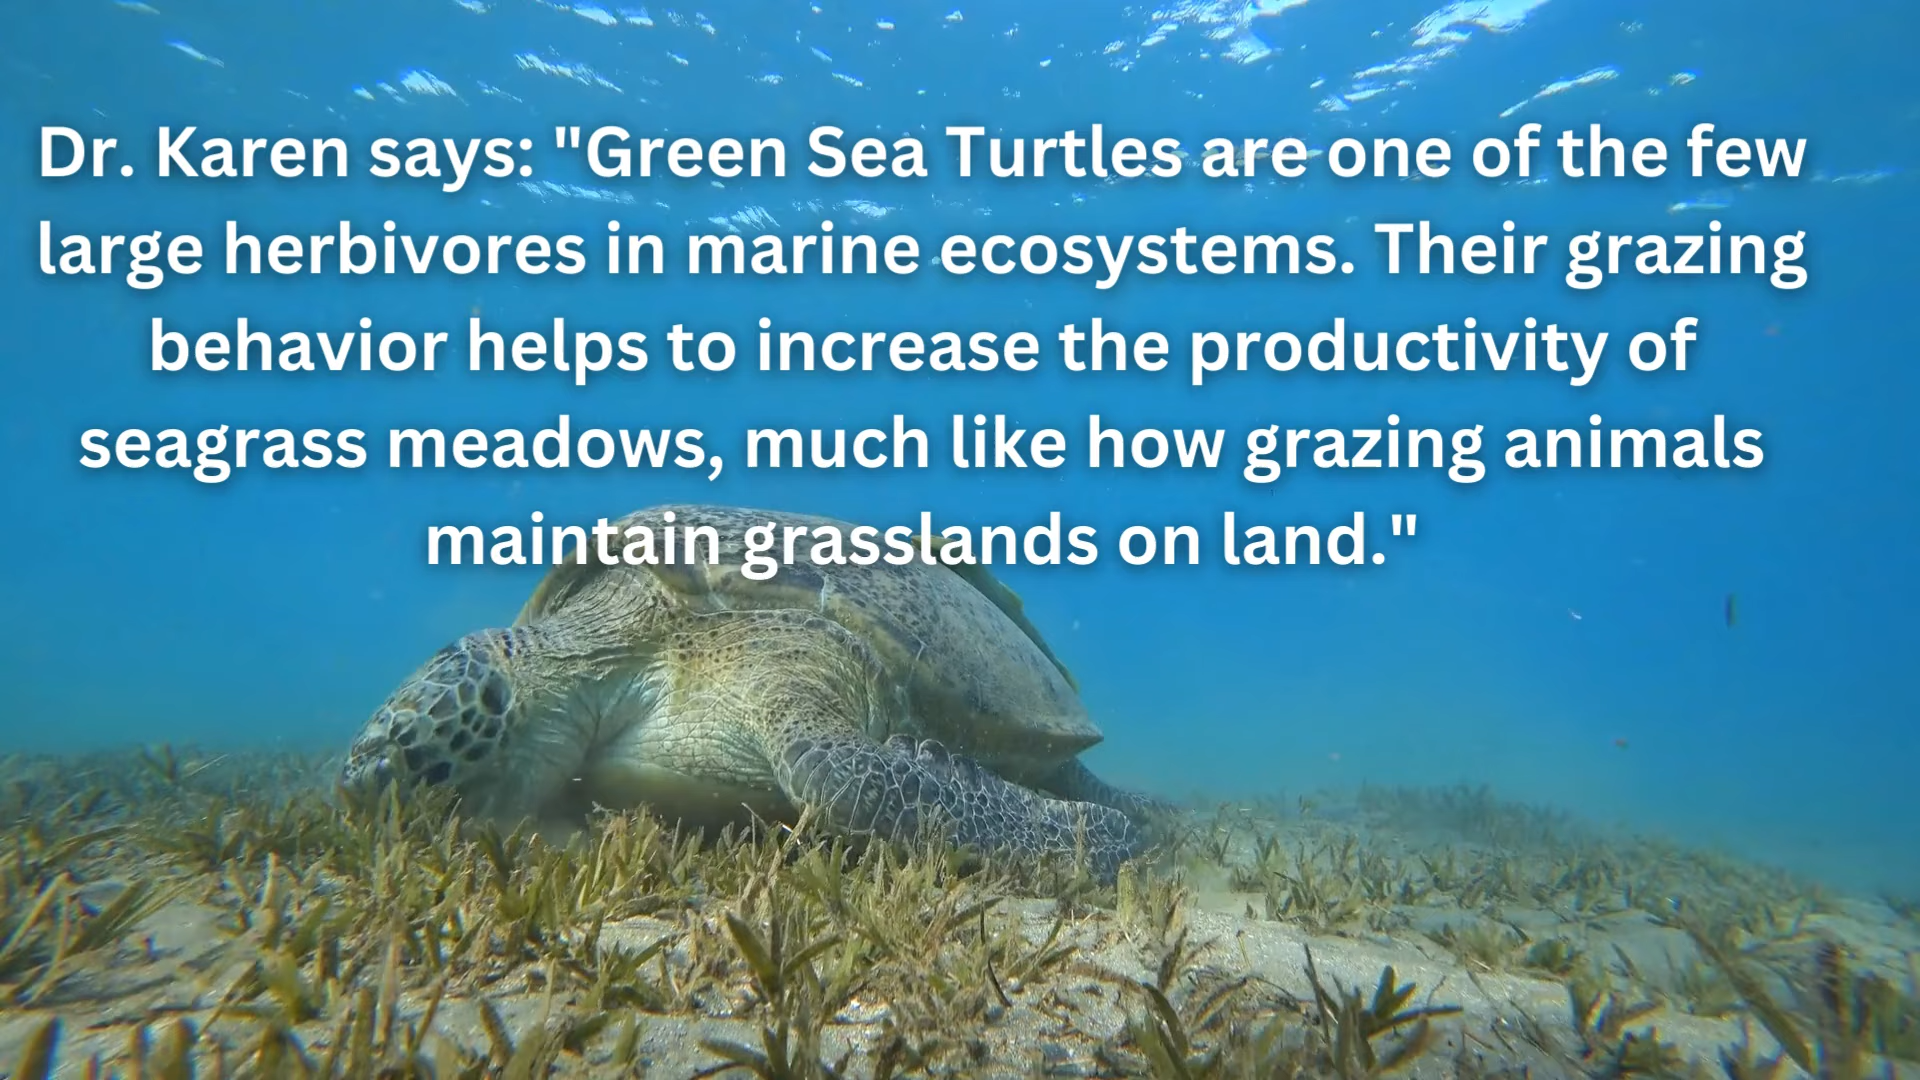 Dr. Karen says: "Green Sea Turtles are one of the few
large herbivores in marine ecosystems. Their grazing
behavior helps to increase the productivity of
seagrass meadows, much like how grazing animals
maintain grasslands on land."